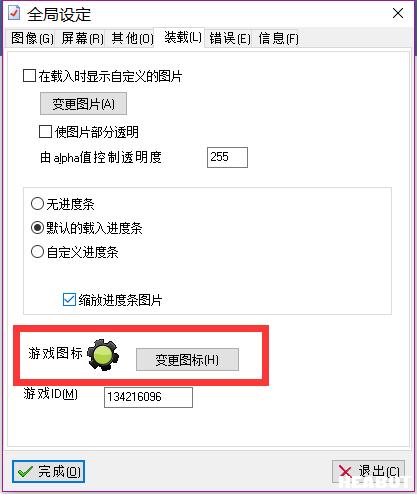 全局设定
图像(G) 屏幕(R) 其他(O) 装载(L) 错误(E) 信息(F)
在载入时显示自定义的图片
变更图片(A)
使图片部分透明
由alpha值控制透明度 255
无进度条
默认的载入进度条
自定义进度条
缩放进度条图片
游戏图标 变更图标(H)
游戏ID(M) 134216096
完成(O) 退出(C)